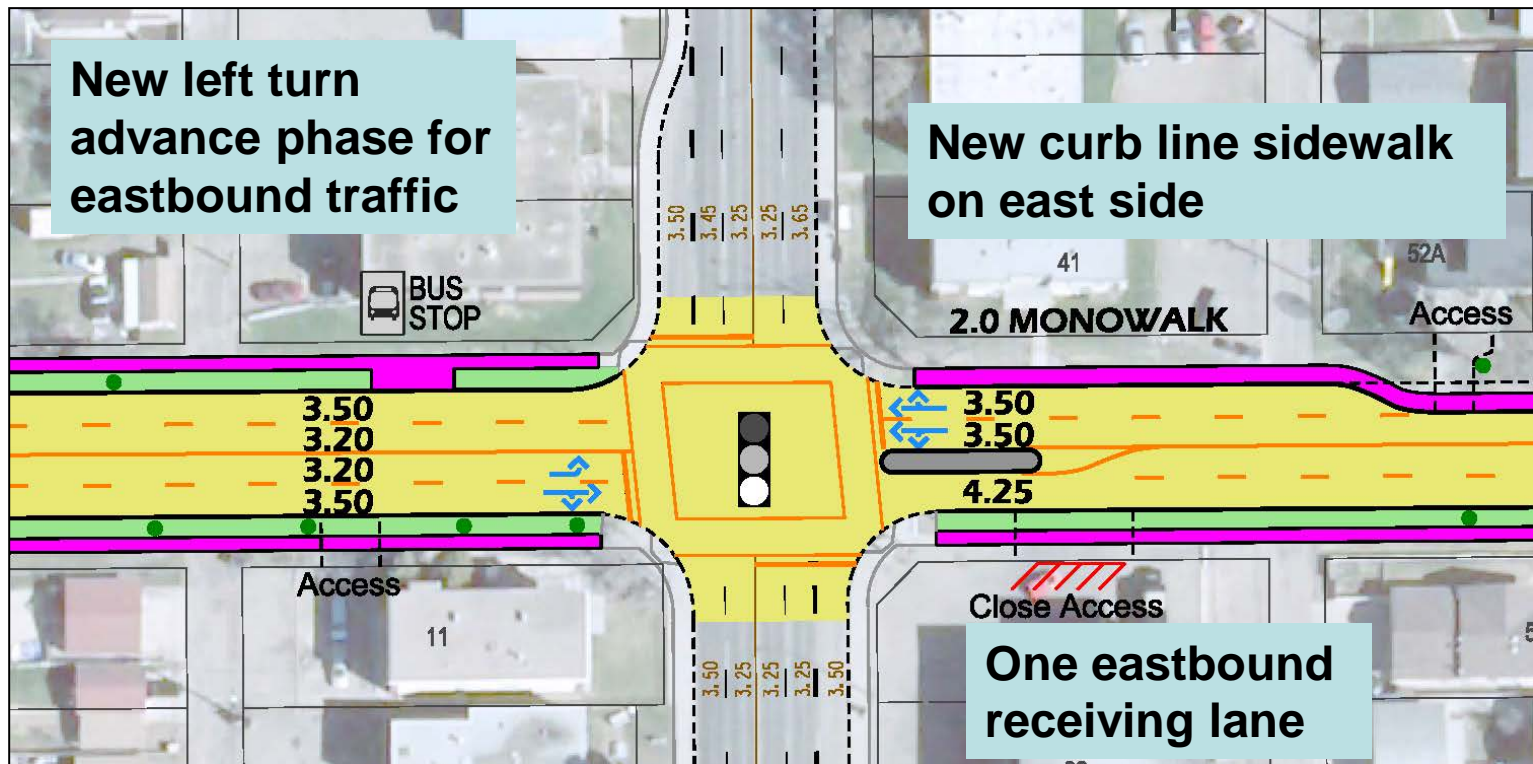 New left turn
advance phase for
eastbound traffic
New curb line sidewalk
on east side
3.50
3.45
3.25
3.25
3.65
41
52A
BUS
STOP
2.0 MONOWALK
Access
3.50
3.20
3.20
3.50
3.50
3.50
4.25
Access
Close Access
11
3.50
3.25
3.25
3.25
3.50
One eastbound
receiving lane